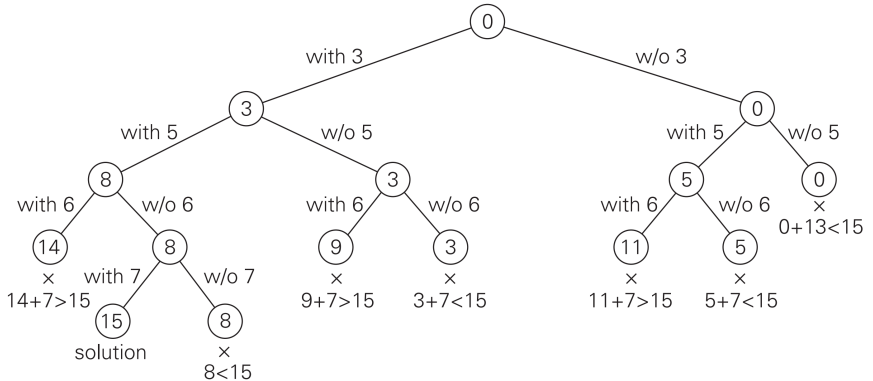 0
with 3
w/o 3
3
0
with 5
w/o 5
with 5
w/o 5
8
3
5
0
with 6
w/o 6
with 6
w/o 6
with 6
w/o 6
×
0+13<15
14
8
9
3
11
5
×
with 7
w/o 7
×
×
×
×
14+7>15
9+7>15
3+7<15
11+7>15
5+7<15
15
8
solution
×
8<15